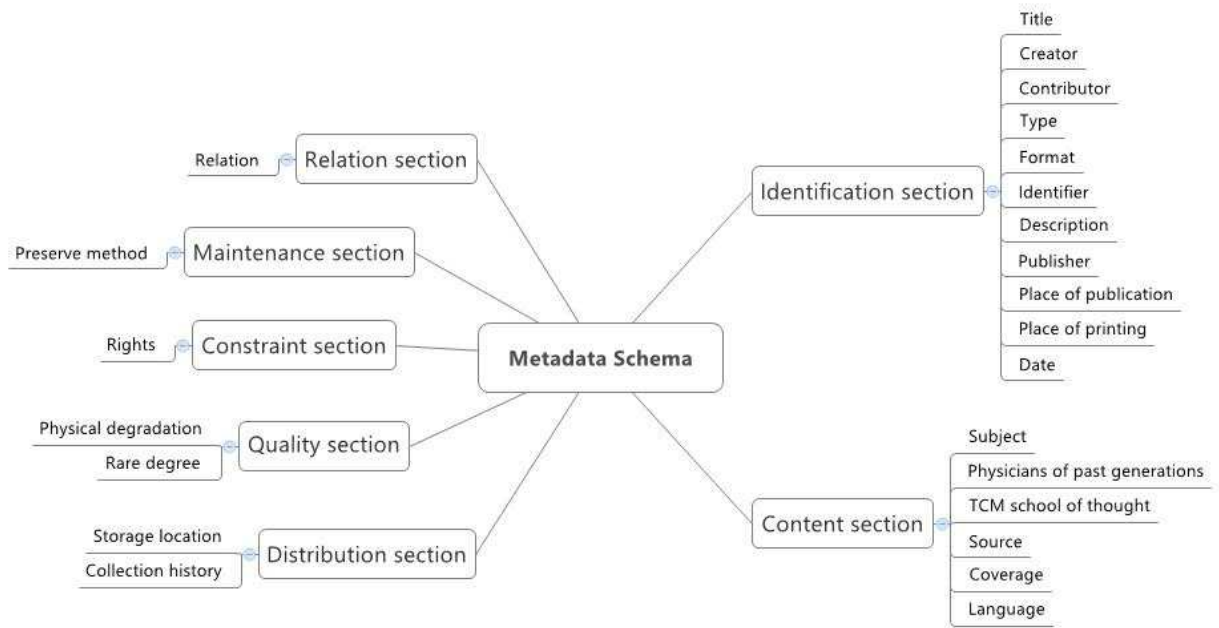 Metadata Schema
Identification section
Title
Creator
Contributor
Type
Format
Identifier
Description
Publisher
Place of publication
Place of printing
Date
Content section
Subject
Physicians of past generations
TCM school of thought
Source
Coverage
Language
Relation section
Relation
Maintenance section
Preserve method
Constraint section
Rights
Quality section
Physical degradation
Rare degree
Distribution section
Storage location
Collection history